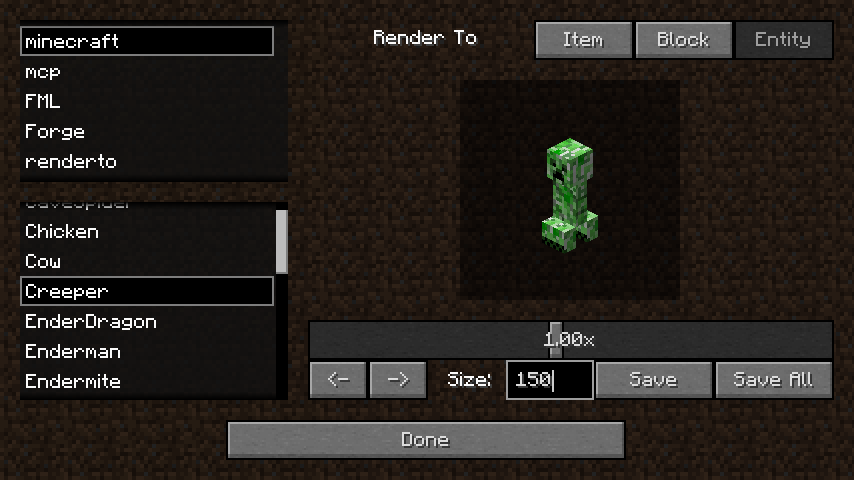 minecraft
mcp
FML
Forge
renderto
CaveSpider
Chicken
Cow
Creeper
EnderDragon
Enderman
Endermite
Render To
Item
Block
Entity
1.00x
<-
->
Size:
150
Save
Save All
Done